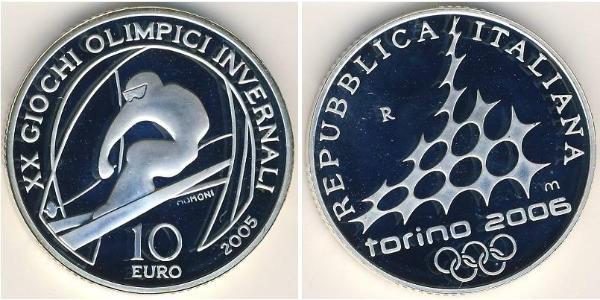 XX GIOCHI OLIMPICI INVERNALI
MOMONI
10
EURO
2005
REPUBBLICA ITALIANA
R
m
torino 2006